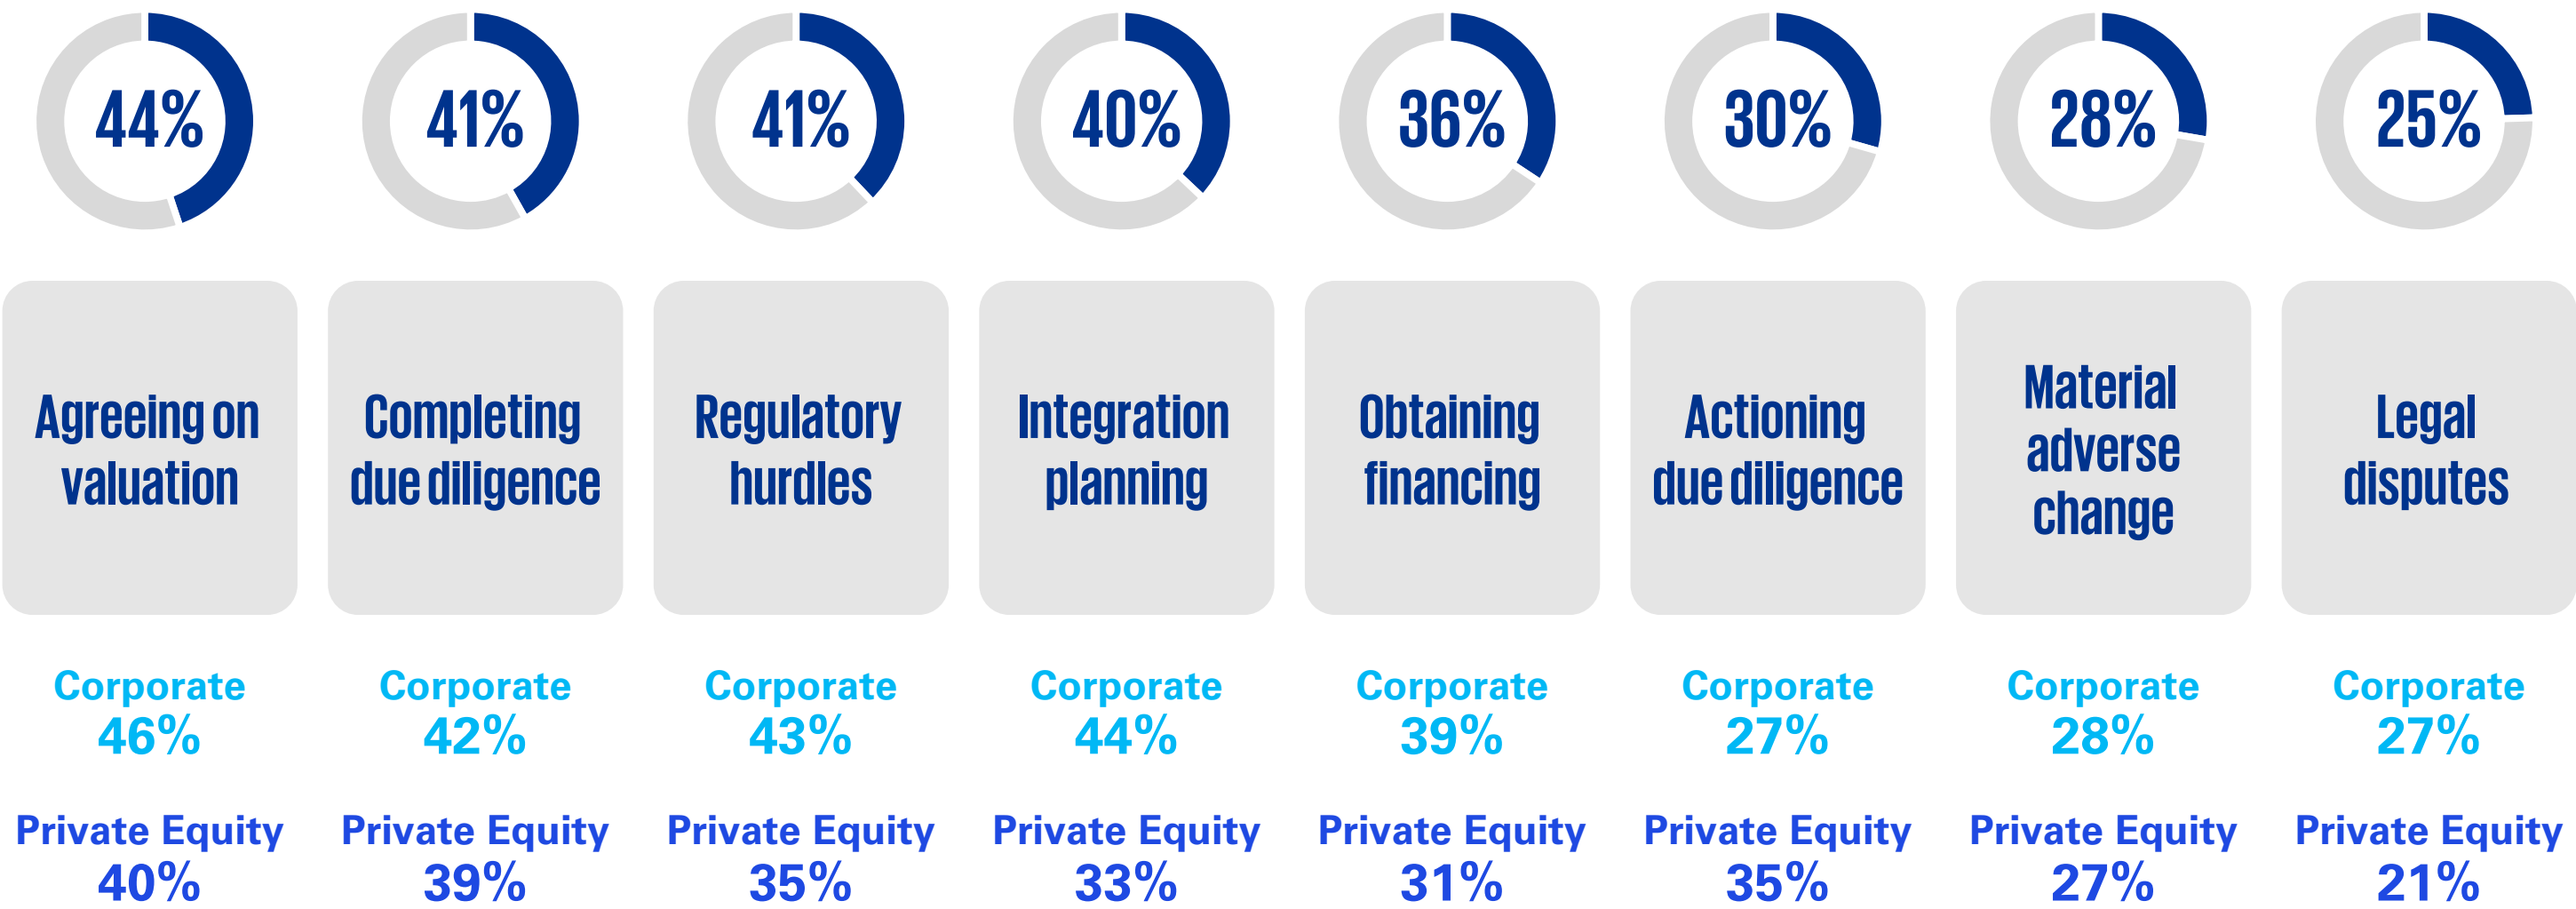 44%
41%
41%
40%
36%
30%
28%
25%
Agreeing on
valuation
Completing
due diligence
Regulatory
hurdles
Integration
planning
Obtaining
financing
Actioning
due diligence
Material
adverse
change
Legal
disputes
Corporate
46%
Corporate
42%
Corporate
43%
Corporate
44%
Corporate
39%
Corporate
27%
Corporate
28%
Corporate
27%
Private Equity
40%
Private Equity
39%
Private Equity
35%
Private Equity
33%
Private Equity
31%
Private Equity
35%
Private Equity
27%
Private Equity
21%